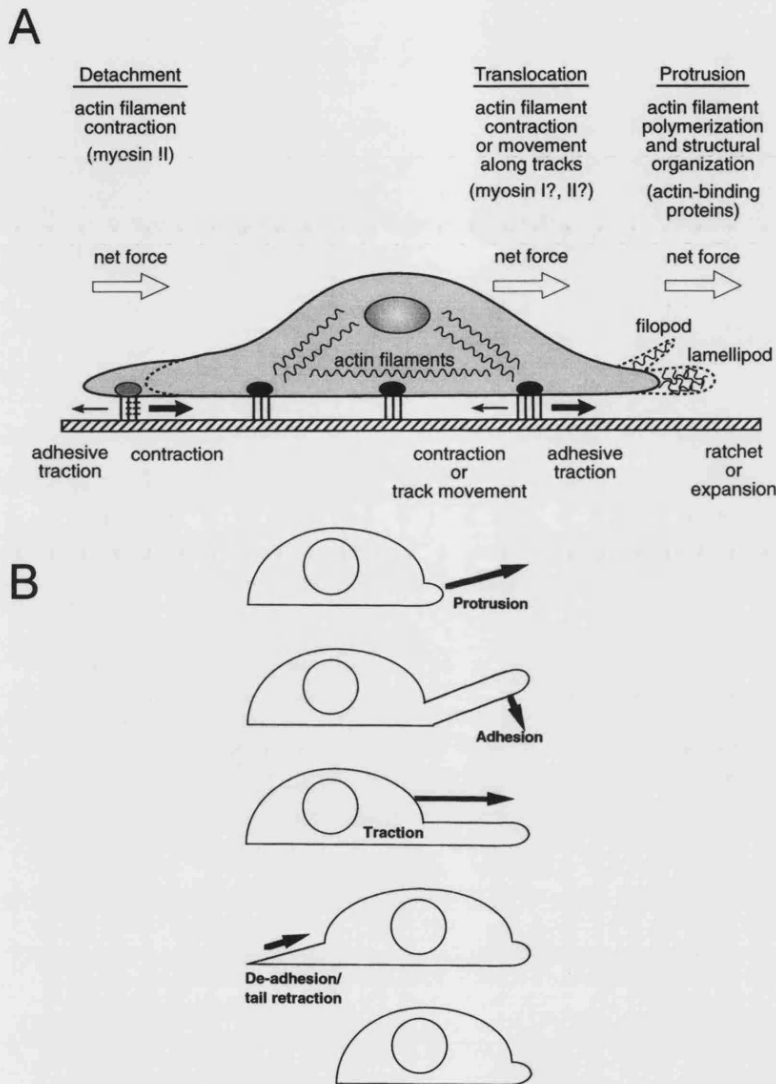 A
Detachment
actin filament
contraction
(myosin II)
Translocation
actin filament
contraction
or movement
along tracks
(myosin I?, II?)
Protrusion
actin filament
polymerization
and structural
organization
(actin-binding
proteins)
net force
net force
net force
filopod
lamellipod
actin filaments
adhesive
traction
contraction
contraction
or
track movement
adhesive
traction
ratchet
or
expansion
B
Protrusion
Adhesion
Traction
De-adhesion/
tail retraction